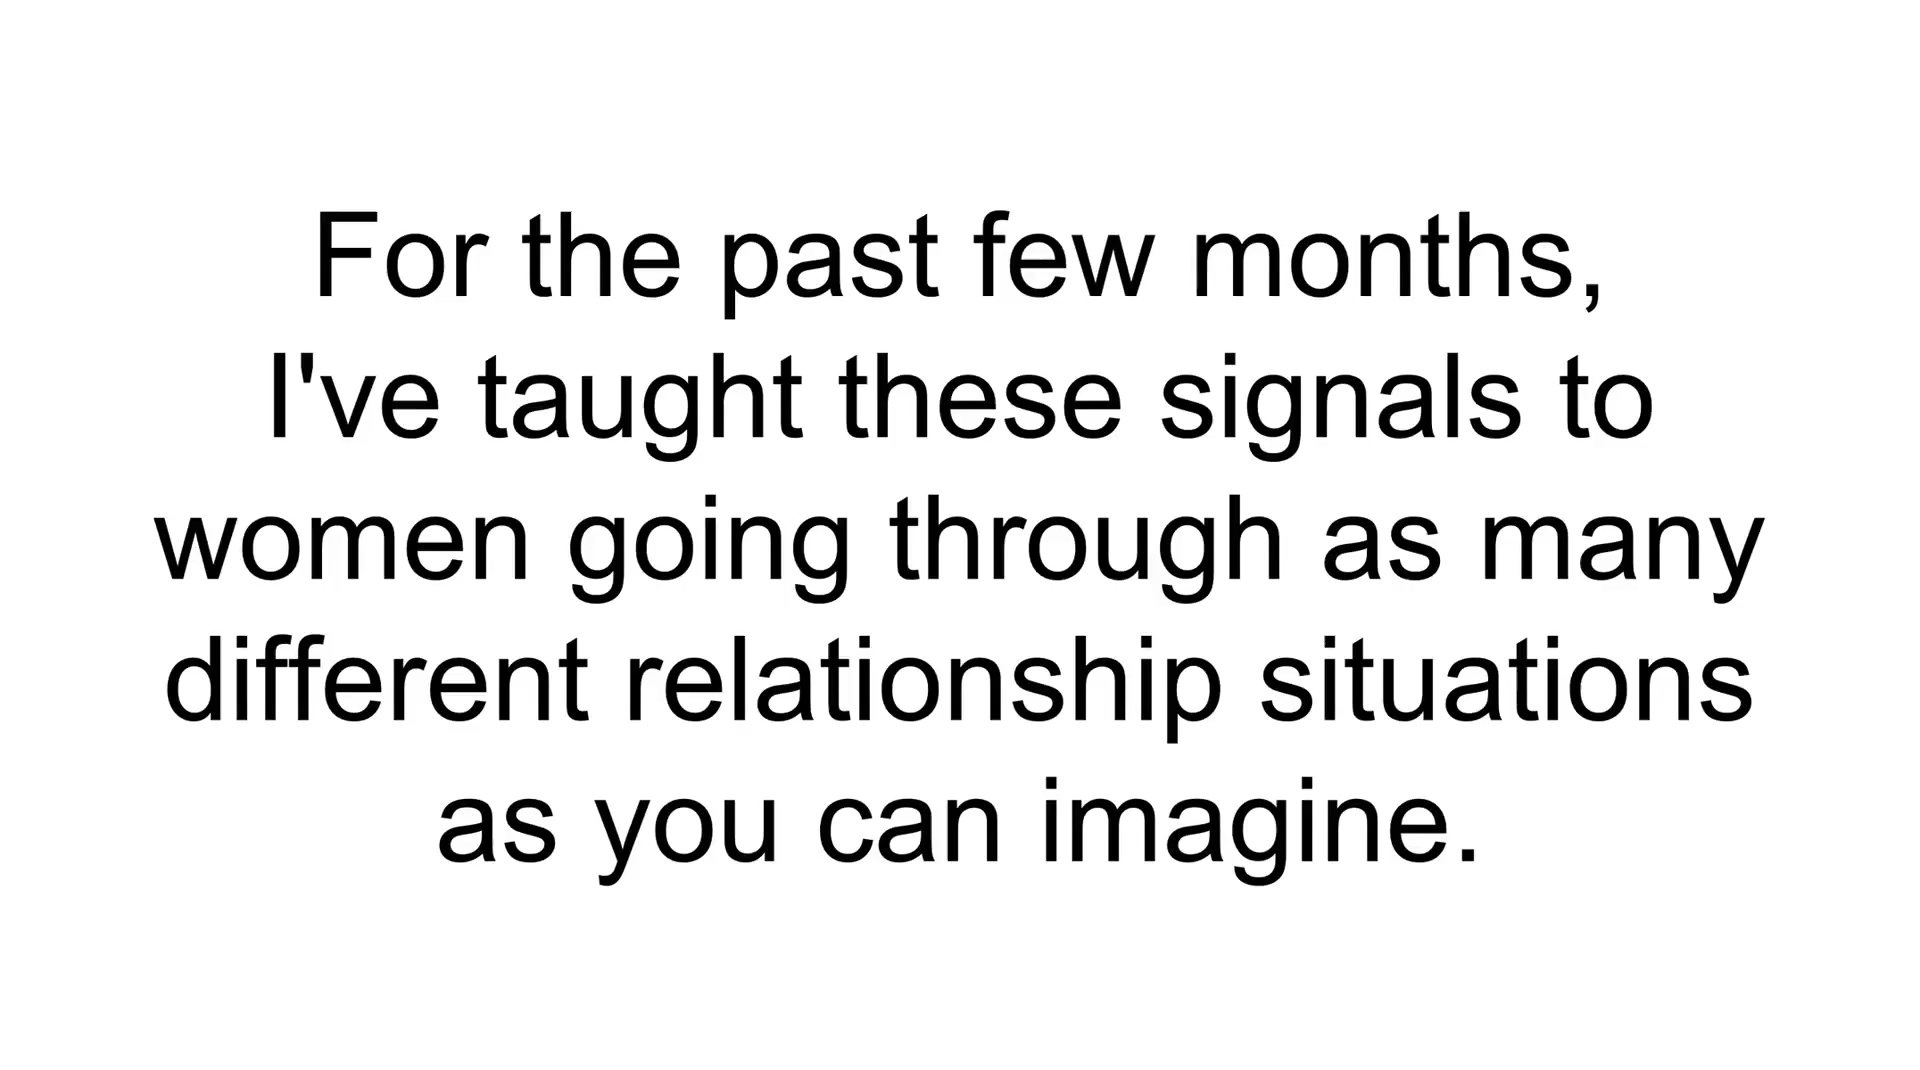 For the past few months,
I've taught these signals to
women going through as many
different relationship situations
as you can imagine.